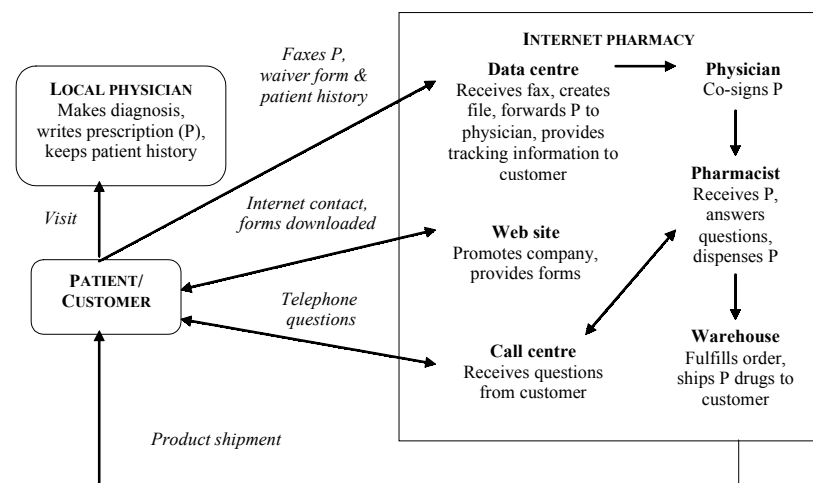 LOCAL PHYSICIAN
Makes diagnosis,
writes prescription (P),
keeps patient history
Visit
PATIENT/
CUSTOMER
Faxes P,
waiver form &
patient history
Internet contact,
forms downloaded
Telephone
questions
Product shipment
INTERNET PHARMACY
Data centre
Receives fax, creates
file, forwards P to
physician, provides
tracking information to
customer
Web site
Promotes company,
provides forms
Call centre
Receives questions
from customer
Physician
Co-signs P
Pharmacist
Receives P,
answers
questions,
dispenses P
Warehouse
Fulfills order,
ships P drugs to
customer